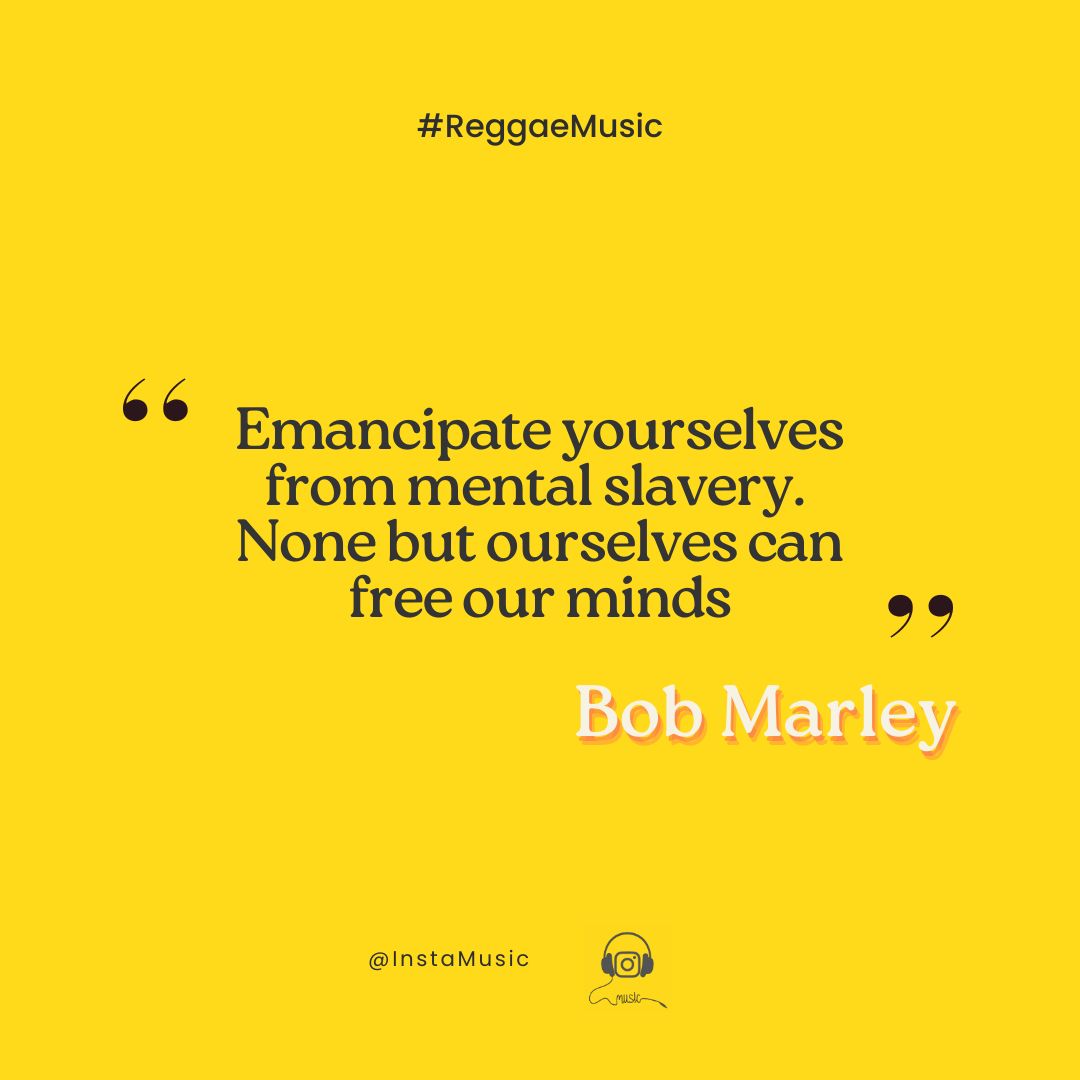 #ReggaeMusic
“
Emancipate yourselves
from mental slavery.
None but ourselves can
free our minds
”
Bob Marley
@InstaMusic
music